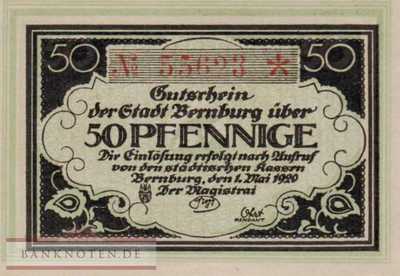 50 50
№ 55623 *
Gutschein
der Stadt Bernburg über
50 PFENNIGE
Die Einlösung erfolgt nach Aufruf
von den städtischen Kassen
Bernburg, den 1. Mai 1920
Der Magistrat
RENDANT
BANKNOTEN.DE